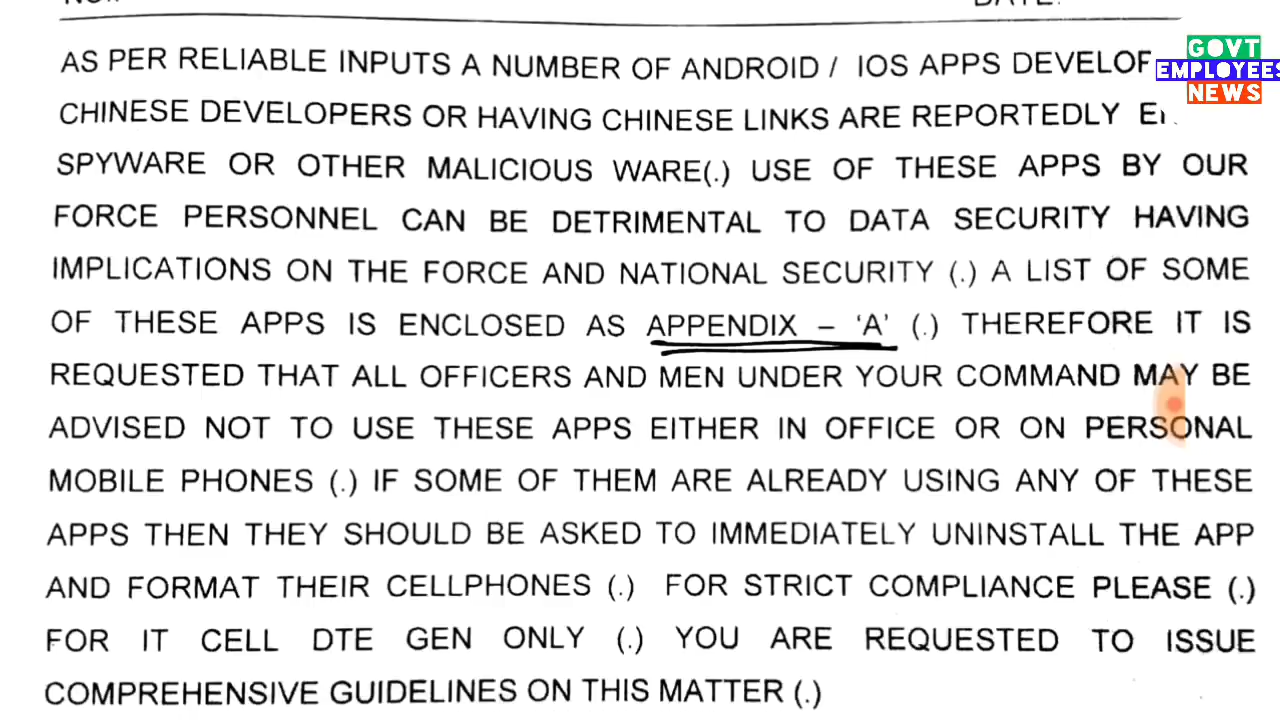 DATE:
AS PER RELIABLE INPUTS A NUMBER OF ANDROID / IOS APPS
CHINESE DEVELOPERS OR HAVING CHINESE LINKS ARE REPORTEDLY
SPYWARE OR OTHER MALICIOUS WARE(.) USE OF THESE APPS BY OUR
FORCE PERSONNEL CAN BE DETRIMENTAL TO DATA SECURITY HAVING
IMPLICATIONS ON THE FORCE AND NATIONAL SECURITY (.) A LIST OF SOME
OF THESE APPS IS ENCLOSED AS APPENDIX – ‘A’ (.) THEREFORE IT IS
REQUESTED THAT ALL OFFICERS AND MEN UNDER YOUR COMMAND MAY BE
ADVISED NOT TO USE THESE APPS EITHER IN OFFICE OR ON PERSONAL
MOBILE PHONES (.) IF SOME OF THEM ARE ALREADY USING ANY OF THESE
APPS THEN THEY SHOULD BE ASKED TO IMMEDIATELY UNINSTALL THE APP
AND FORMAT THEIR CELLPHONES (.) FOR STRICT COMPLIANCE PLEASE (.)
FOR IT CELL DTE GEN ONLY (.) YOU ARE REQUESTED TO ISSUE
COMPREHENSIVE GUIDELINES ON THIS MATTER (.)
GOVT
EMPLOYEES
NEWS